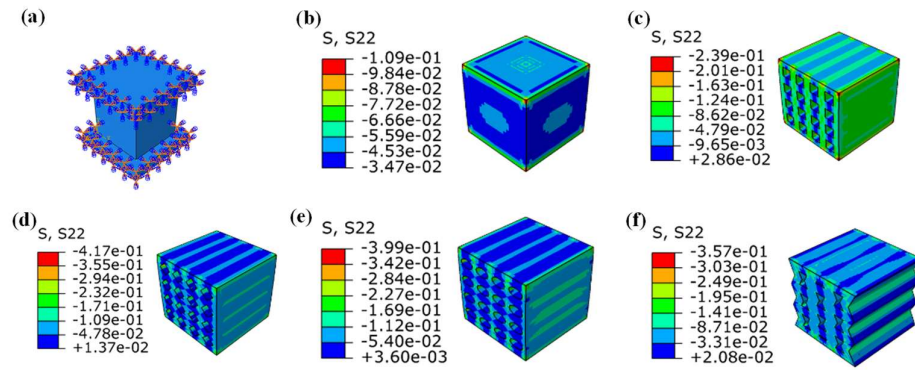 (a)
(b)
S, S22
-1.09e-01
-9.84e-02
-8.78e-02
-7.72e-02
-6.66e-02
-5.59e-02
-4.53e-02
-3.47e-02
(c)
S, S22
-2.39e-01
-2.01e-01
-1.63e-01
-1.24e-01
-8.62e-02
-4.79e-02
-9.65e-03
+2.86e-02
(d)
S, S22
-4.17e-01
-3.55e-01
-2.94e-01
-2.32e-01
-1.71e-01
-1.09e-01
-4.78e-02
+1.37e-02
(e)
S, S22
-3.99e-01
-3.42e-01
-2.84e-01
-2.27e-01
-1.69e-01
-1.12e-01
-5.40e-02
+3.60e-03
(f)
S, S22
-3.57e-01
-3.03e-01
-2.49e-01
-1.95e-01
-1.41e-01
-8.71e-02
-3.31e-02
+2.08e-02